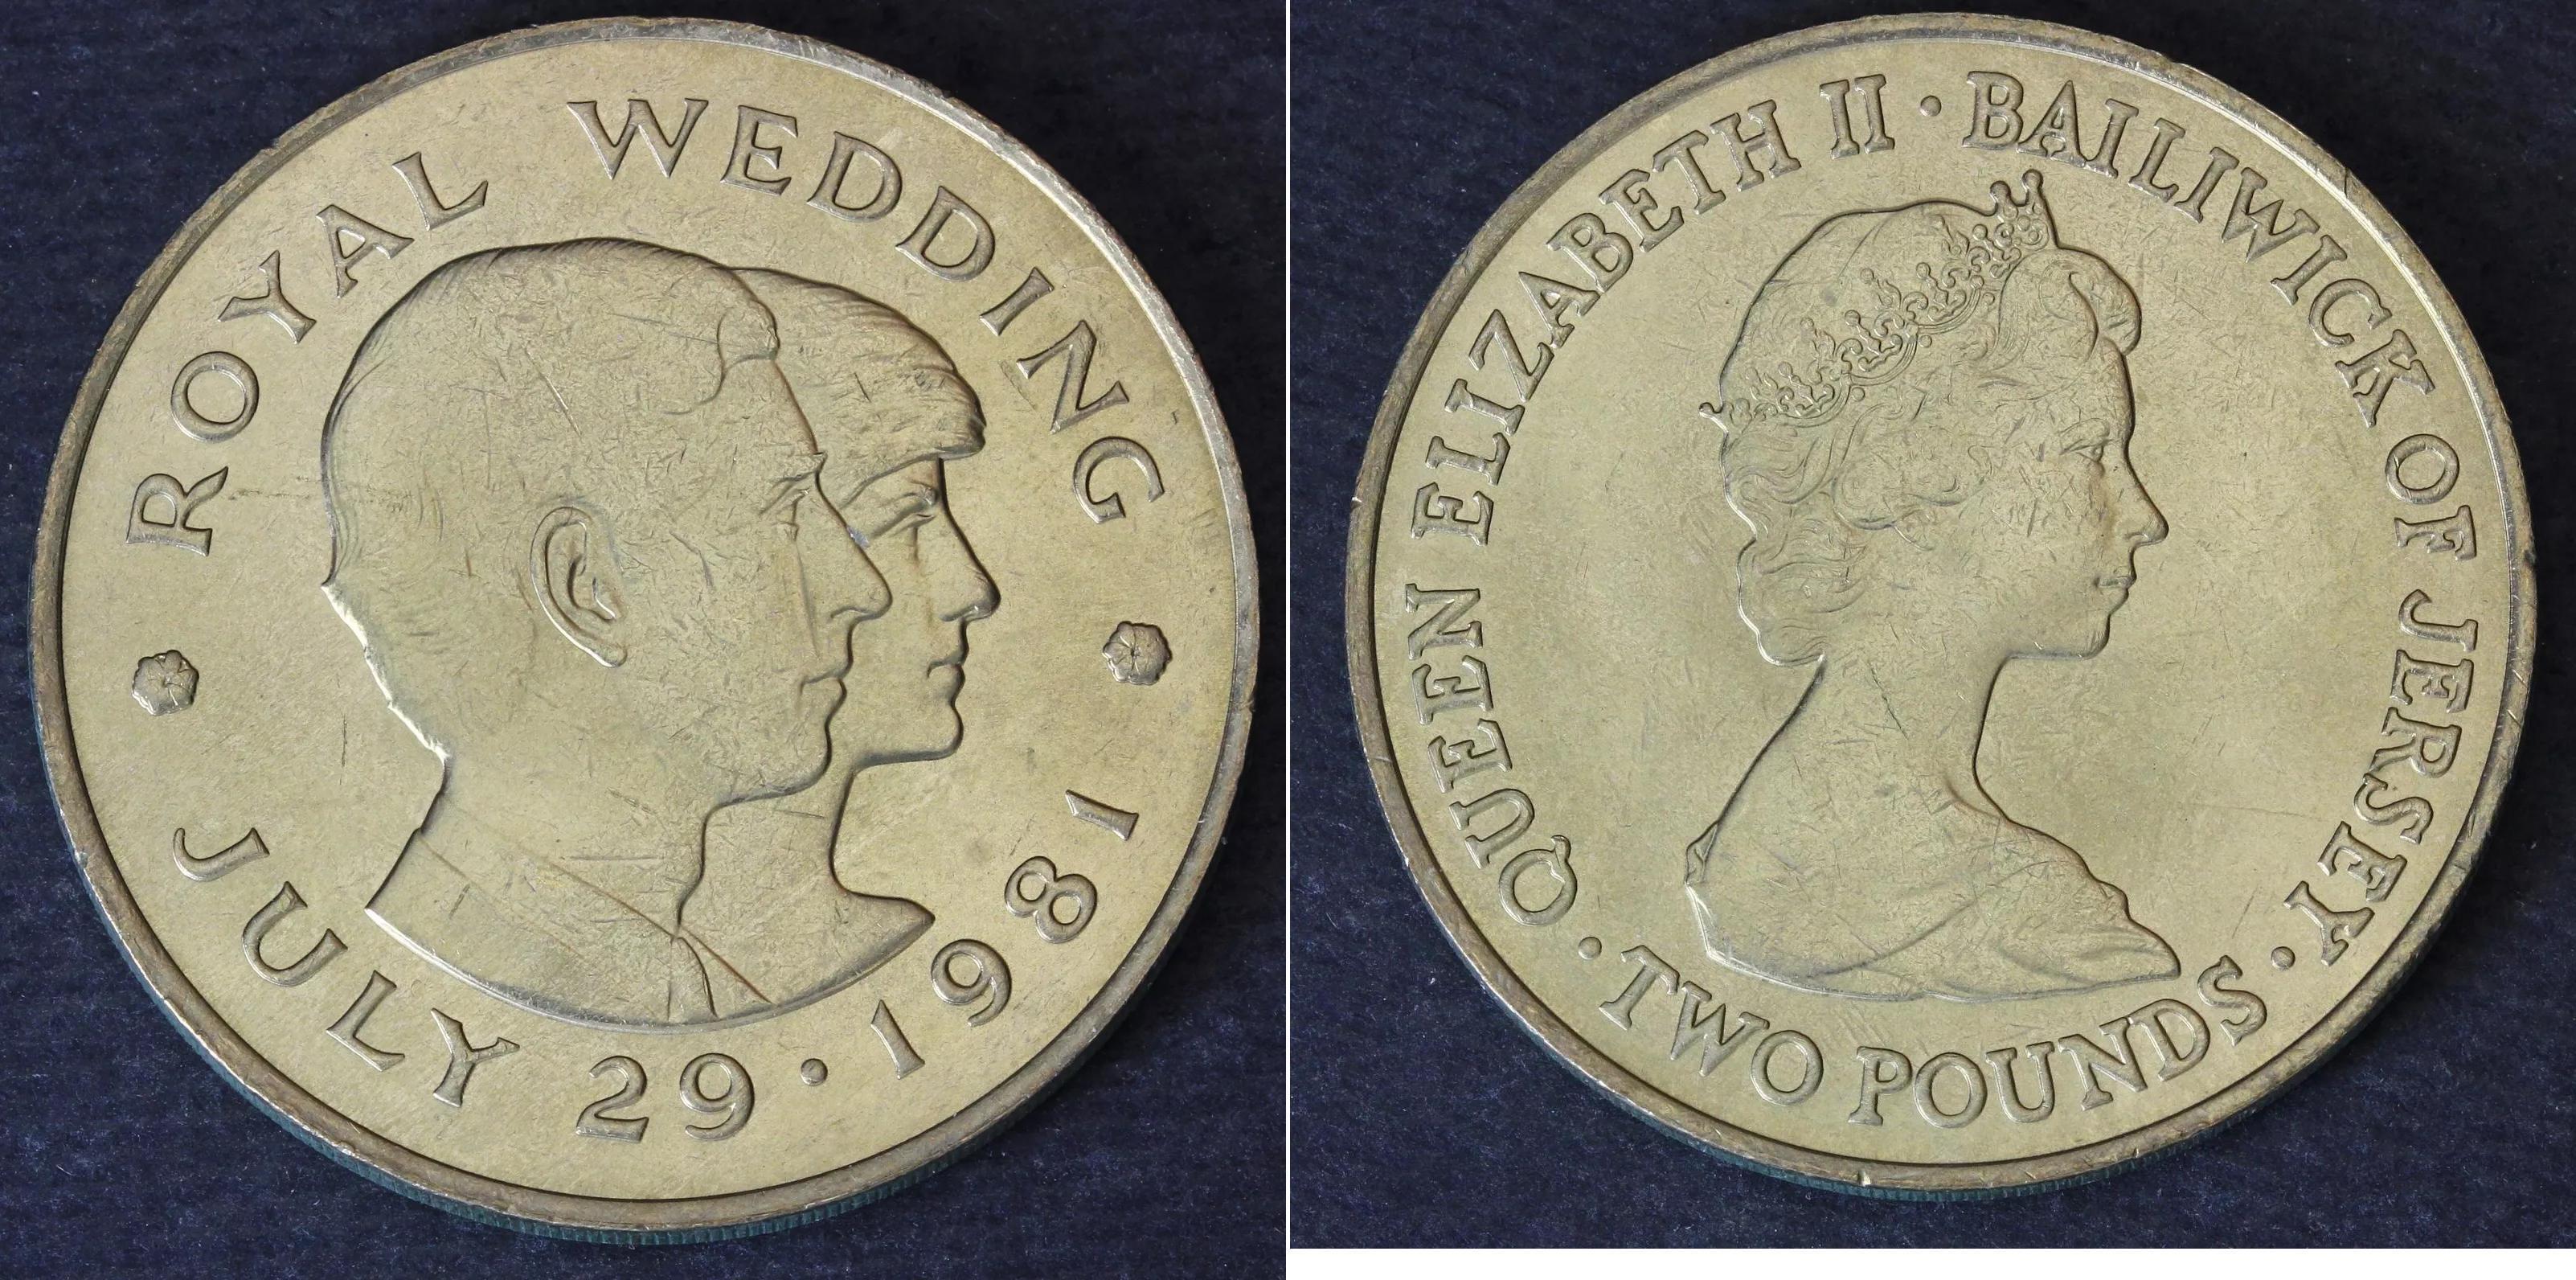 ROYAL WEDDING
JULY 29 · 1981
QUEEN ELIZABETH II · BAILIWICK OF JERSEY ·
TWO POUNDS ·